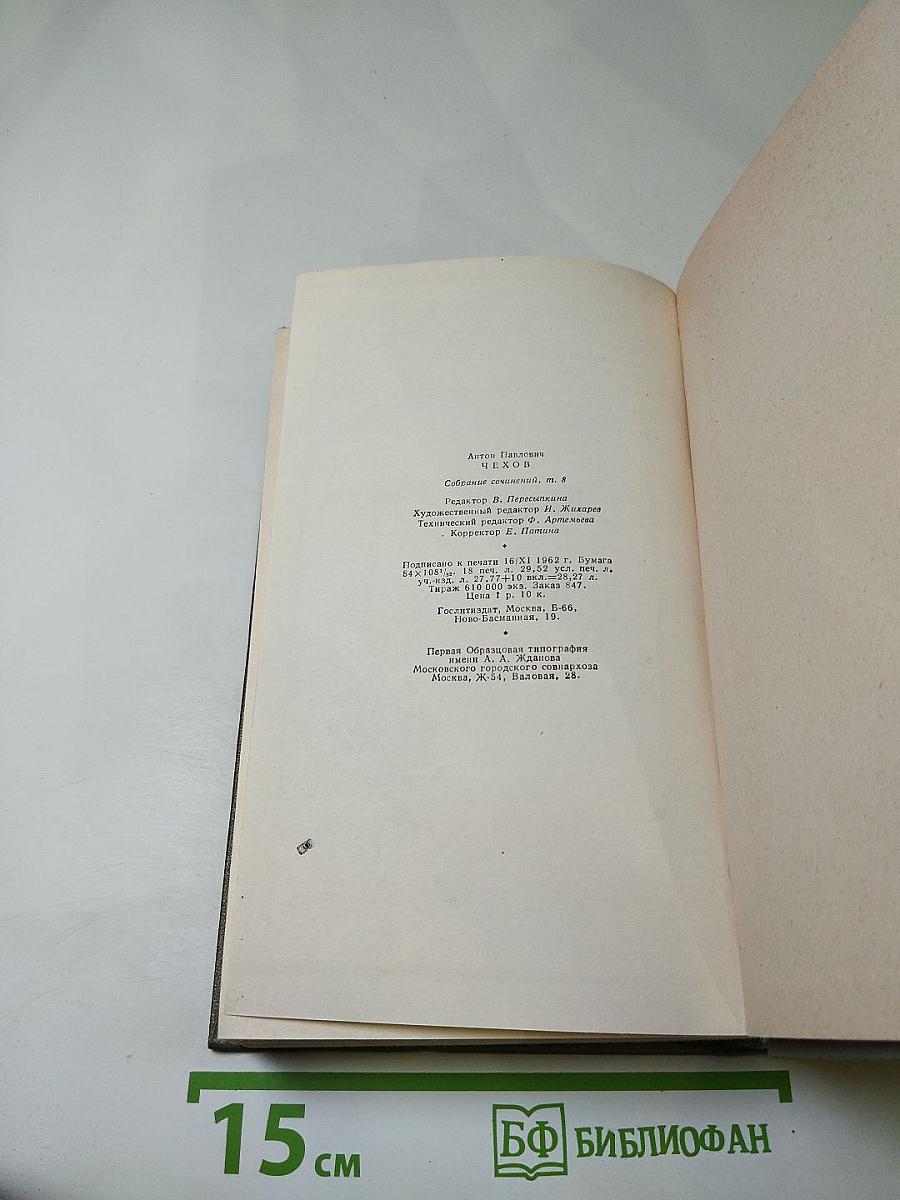 Антон Павлович
ЧЕХОВ
Собрание сочинений, т. 8
Редактор В. Пересыпкина
Художественный редактор И. Жихарев
Технический редактор Ф. Артемьева
Корректор Е. Патина
*
Подписано к печати 16/XI 1962 г. Бумага
84×108¹/₃₂. 18 печ. л. 29,52 усл. печ. л.
уч.-изд. л. 27,77+10 вкл.=28,27 л.
Тираж 610 000 экз. Заказ 847.
Цена 1 р. 10 к.
Гослитиздат, Москва, Б-66,
Ново-Басманная, 19.
*
Первая Образцовая типография
имени А. А. Жданова
Московского городского совнархоза
Москва, Ж-54, Валовая, 28.
15 см
БФ БИБЛИОФАН